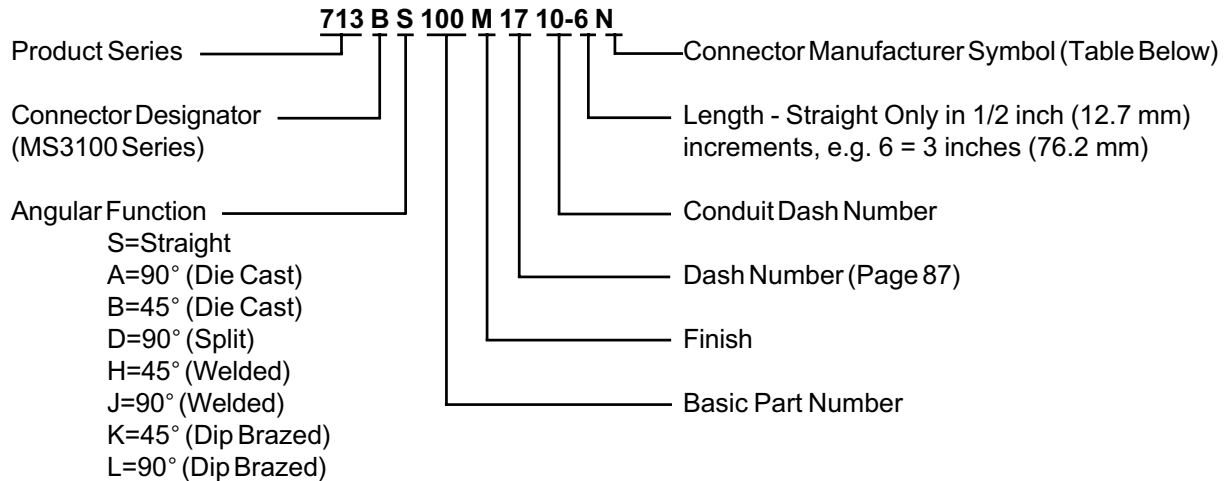 713 B S 100 M 17 10-6 N
Product Series
Connector Designator
(MS3100 Series)
Angular Function
S=Straight
A=90° (Die Cast)
B=45° (Die Cast)
D=90° (Split)
H=45° (Welded)
J=90° (Welded)
K=45° (Dip Brazed)
L=90° (Dip Brazed)
Connector Manufacturer Symbol (Table Below)
Length - Straight Only in 1/2 inch (12.7 mm)
increments, e.g. 6 = 3 inches (76.2 mm)
Conduit Dash Number
Dash Number (Page 87)
Finish
Basic Part Number